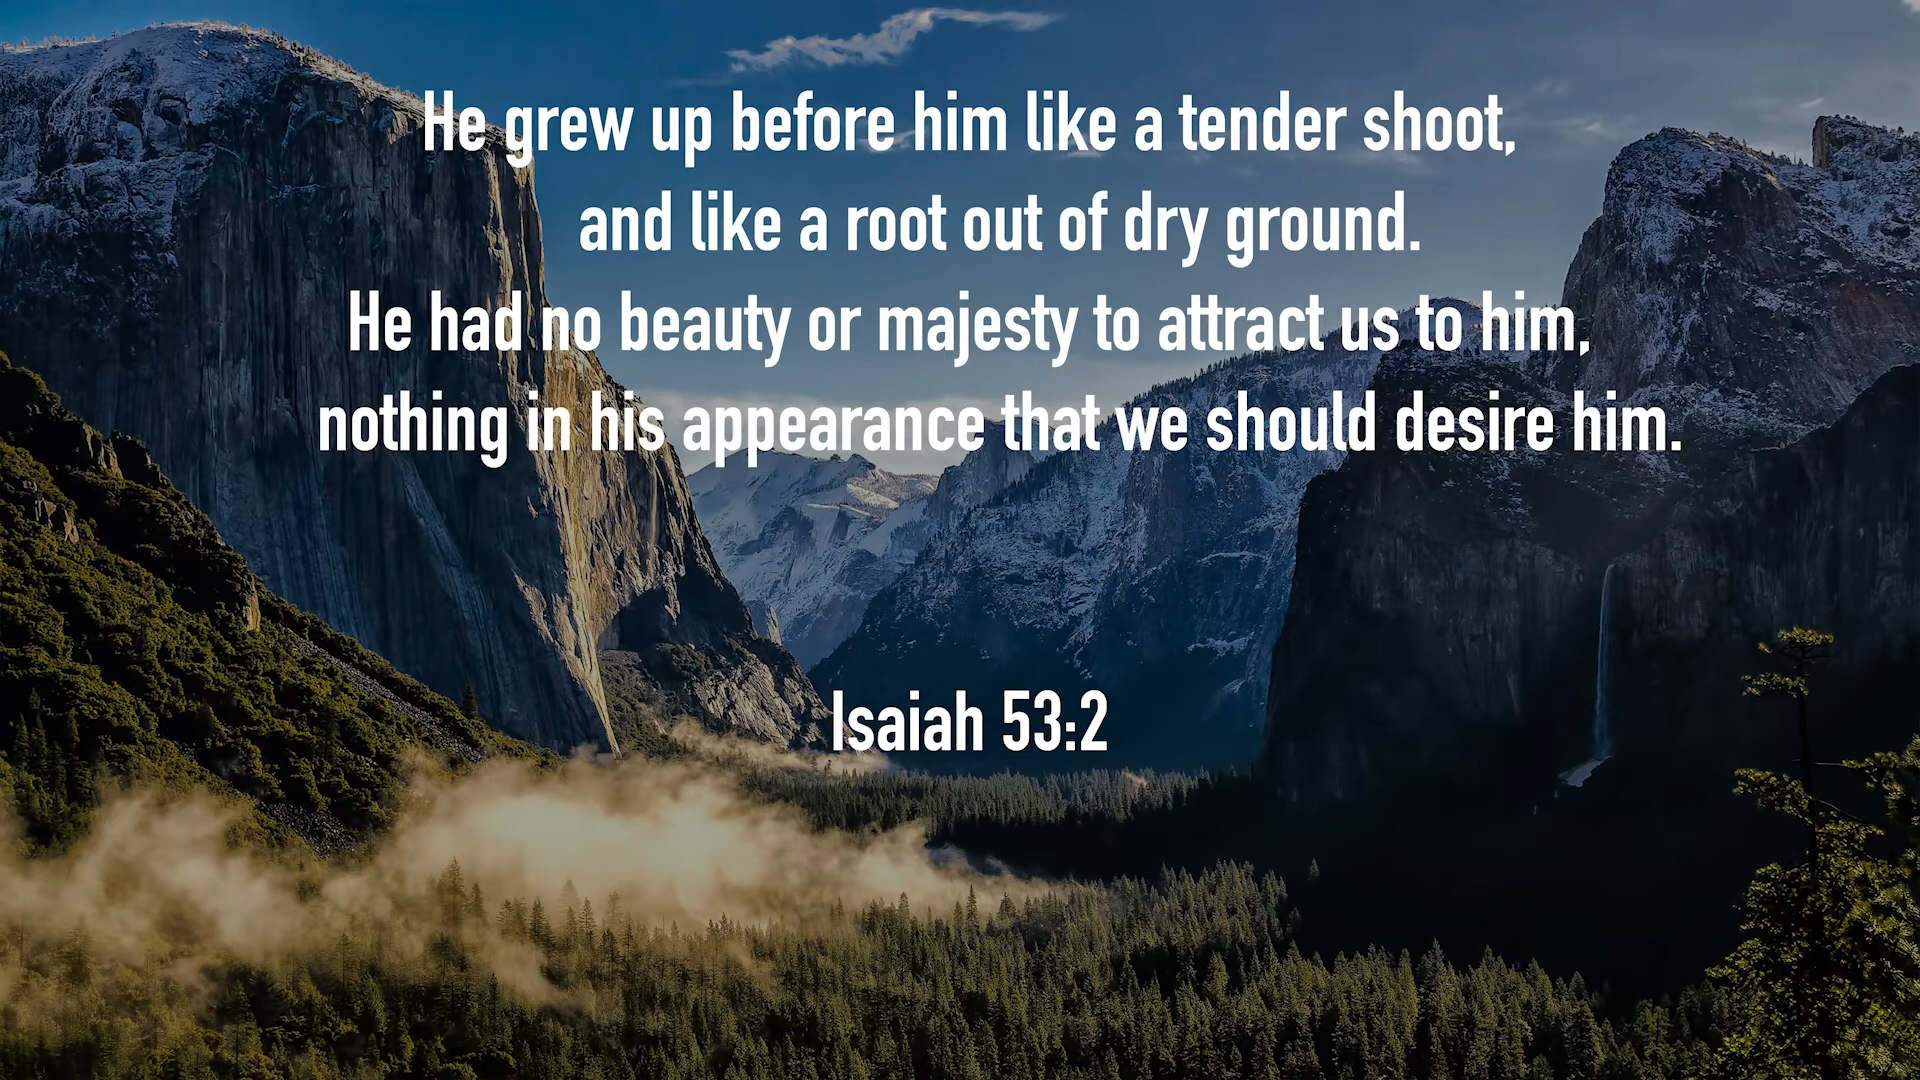 He grew up before him like a tender shoot,
and like a root out of dry ground.
He had no beauty or majesty to attract us to him,
nothing in his appearance that we should desire him.
Isaiah 53:2